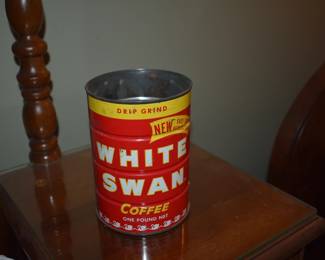 DRIP GRIND
NEW
WHITE
SWAN
COFFEE
ONE POUND NET